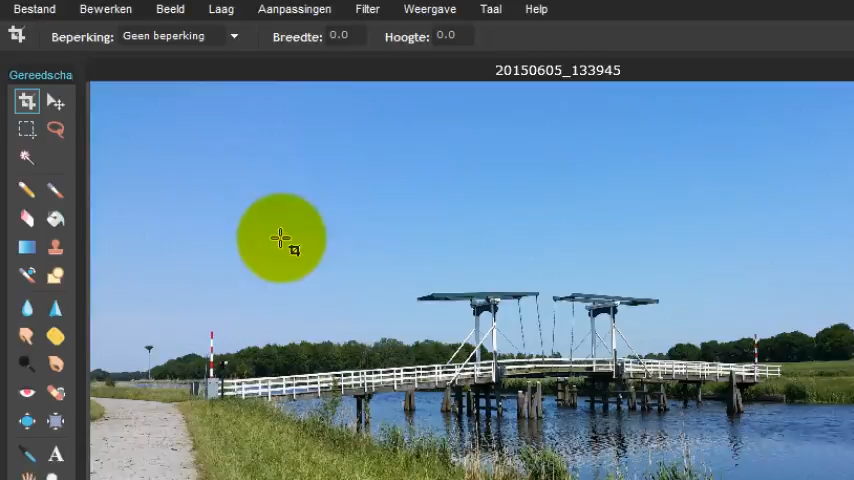 Bestand Bewerken Beeld Laag Aanpassingen Filter Weergave Taal Help
Beperking: Geen beperking Breedte: 0.0 Hoogte: 0.0
20150605_133945
Gereedscha
A